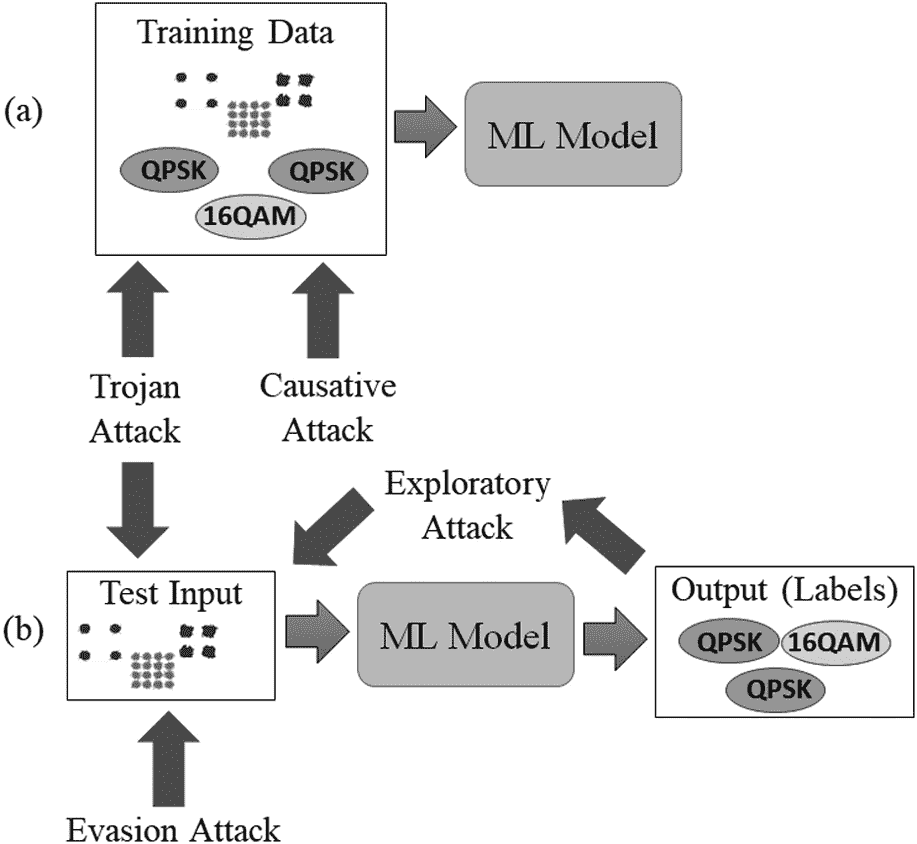 Training Data
(a)
ML Model
QPSK
QPSK
16QAM
Trojan
Attack
Causative
Attack
Exploratory
Attack
(b)
Test Input
ML Model
Output (Labels)
QPSK
16QAM
QPSK
Evasion Attack